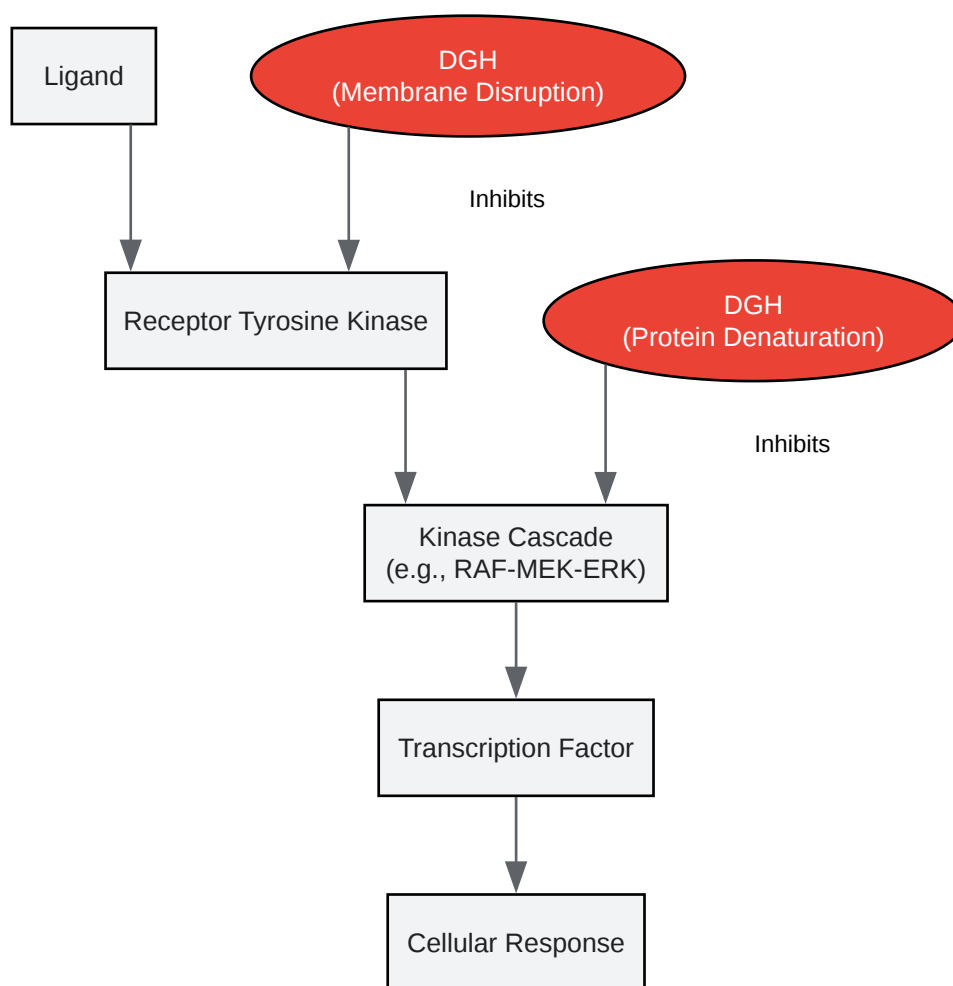 Ligand
DGH
(Membrane Disruption)
Inhibits
Receptor Tyrosine Kinase
DGH
(Protein Denaturation)
Inhibits
Kinase Cascade
(e.g., RAF-MEK-ERK)
Transcription Factor
Cellular Response